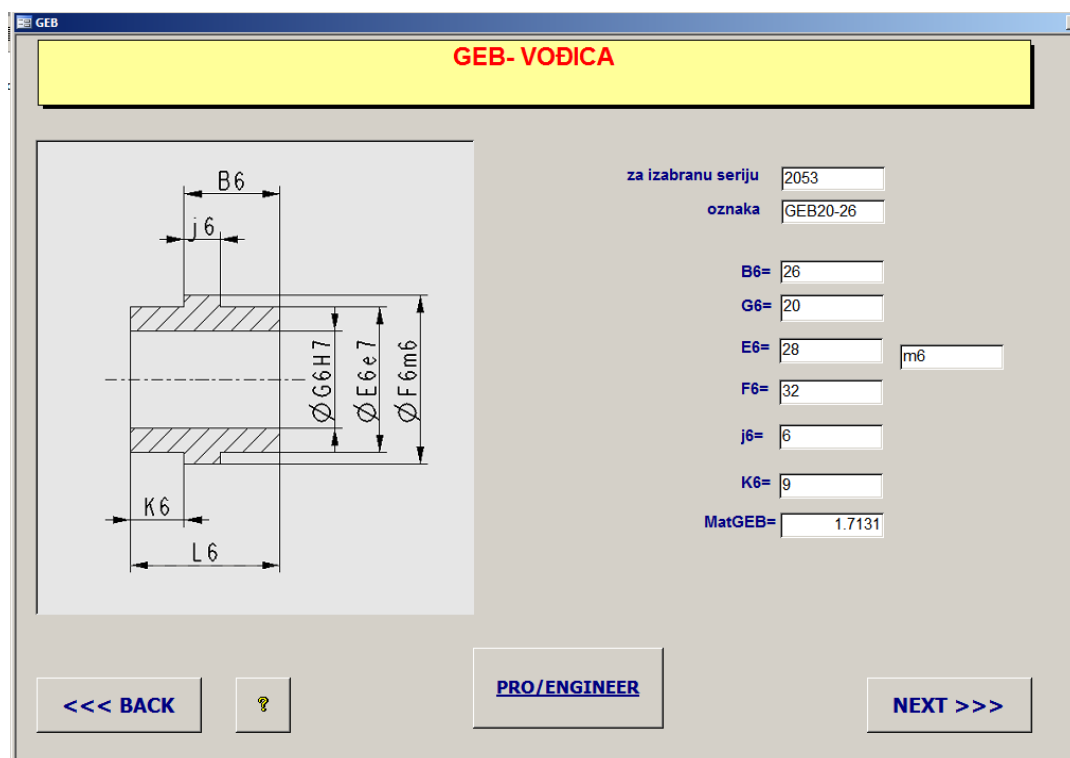 GEB
GEB- VOĐICA
B6
j6
ØG6H7
ØE6e7
ØF6m6
K6
L6
za izabranu seriju 2053
oznaka GEB20-26
B6= 26
G6= 20
E6= 28 m6
F6= 32
j6= 6
K6= 9
MatGEB= 1.7131
<<< BACK
?
PRO/ENGINEER
NEXT >>>